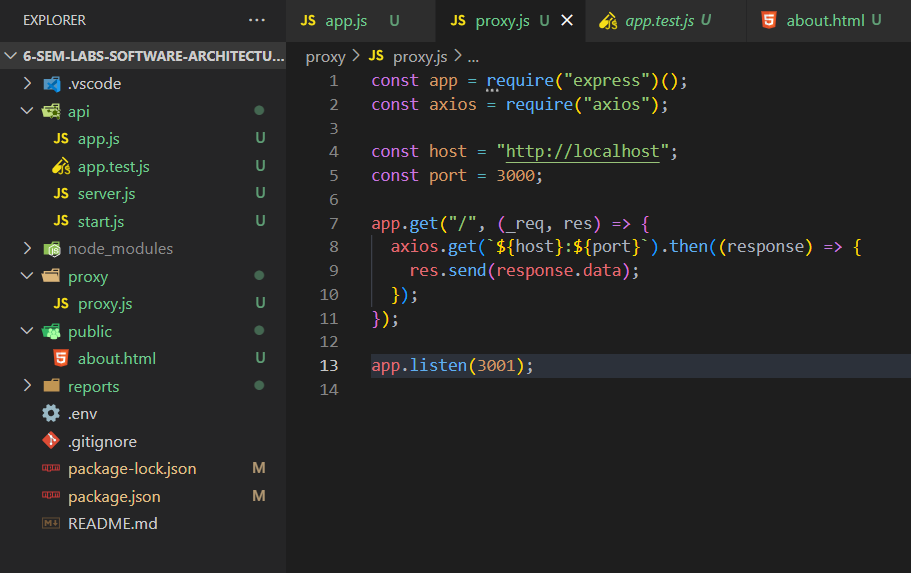 EXPLORER ...
6-SEM-LABS-SOFTWARE-ARCHITECTU...
.vscode
api
JS app.js U
app.test.js U
JS server.js U
JS start.js U
node_modules
proxy
JS proxy.js U
public
about.html U
reports
.env
.gitignore
package-lock.json M
package.json M
README.md
JS app.js U JS proxy.js U app.test.js U about.html U
proxy > JS proxy.js > ...
1 const app = require("express")();
2 const axios = require("axios");
3
4 const host = "http://localhost";
5 const port = 3000;
6
7 app.get("/", (_req, res) => {
8   axios.get(`${host}:${port}`).then((response) => {
9     res.send(response.data);
10   });
11 });
12
13 app.listen(3001);
14